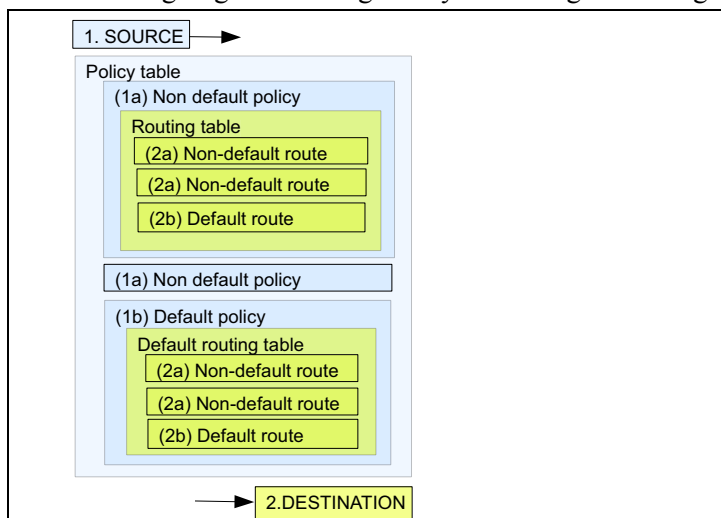 1. SOURCE
Policy table
(1a) Non default policy
Routing table
(2a) Non-default route
(2a) Non-default route
(2b) Default route
(1a) Non default policy
(1b) Default policy
Default routing table
(2a) Non-default route
(2a) Non-default route
(2b) Default route
2.DESTINATION